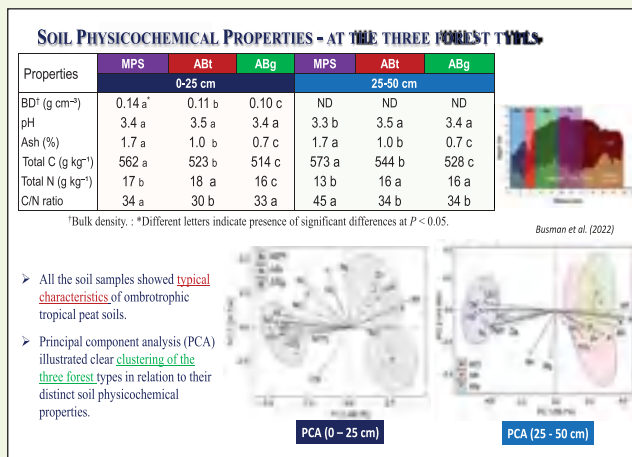 SOIL PHYSICOCHEMICAL PROPERTIES - AT THE THREE FOREST TYPES-
Properties MPS ABt ABg MPS ABt ABg
0-25 cm 25-50 cm
BD† (g cm⁻³) 0.14 a* 0.11 b 0.10 c ND ND ND
pH 3.4 a 3.5 a 3.4 a 3.3 b 3.5 a 3.4 a
Ash (%) 1.7 a 1.0 b 0.7 c 1.7 a 1.0 b 0.7 c
Total C (g kg⁻¹) 562 a 523 b 514 c 573 a 544 b 528 c
Total N (g kg⁻¹) 17 b 18 a 16 c 13 b 16 a 16 a
C/N ratio 34 a 30 b 33 a 45 a 34 b 34 b
†Bulk density. : *Different letters indicate presence of significant differences at P < 0.05.
Busman et al. (2022)
➢ All the soil samples showed typical
characteristics of ombrotrophic
tropical peat soils.
➢ Principal component analysis (PCA)
illustrated clear clustering of the
three forest types in relation to their
distinct soil physicochemical
properties.
PCA (0 – 25 cm)
PCA (25 - 50 cm)